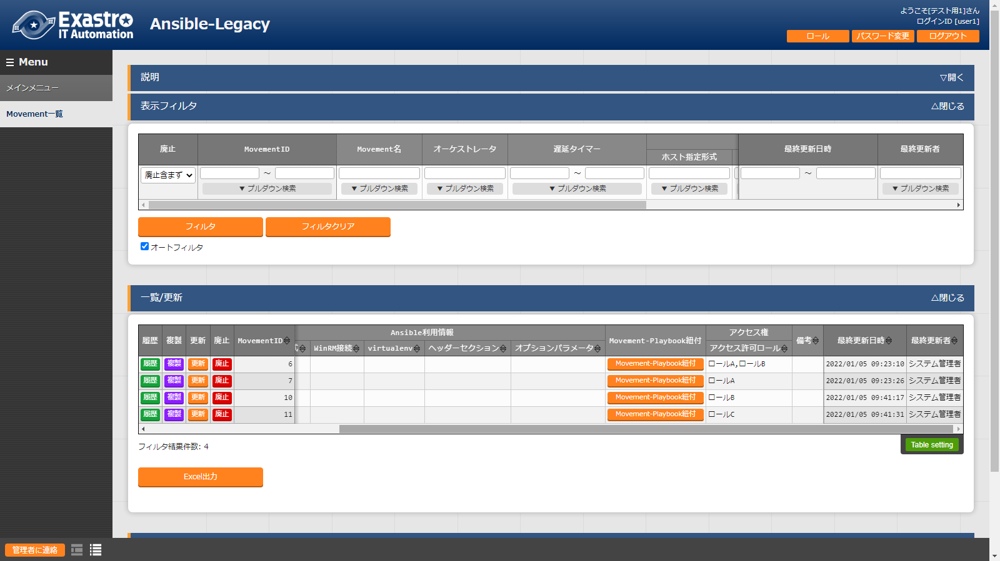 Exastro
IT Automation
Ansible-Legacy
ようこそ[テスト用1]さん
ログインID [user1]
ロール パスワード変更 ログアウト
Menu
メインメニュー
Movement一覧
説明 ▽開く
表示フィルタ △閉じる
廃止 MovementID Movement名 オーケストレータ 遅延タイマー ホスト指定形式 最終更新日時 最終更新者
廃止含まず ～ ～ ～
▼ プルダウン検索 ▼ プルダウン検索 ▼ プルダウン検索 ▼ プルダウン検索 ▼ プルダウン検索 ▼ プルダウン検索
フィルタ フィルタクリア
オートフィルタ
一覧/更新 △閉じる
Ansible利用情報 アクセス権
履歴 複製 更新 廃止 MovementID WinRM接続 virtualenv ヘッダーセクション オプションパラメータ Movement-Playbook紐付 アクセス許可ロール 備考 最終更新日時 最終更新者
履歴 複製 更新 廃止 6 Movement-Playbook紐付 ロールA,ロールB 2022/01/05 09:23:10 システム管理者
履歴 複製 更新 廃止 7 Movement-Playbook紐付 ロールA 2022/01/05 09:23:26 システム管理者
履歴 複製 更新 廃止 10 Movement-Playbook紐付 ロールB 2022/01/05 09:41:17 システム管理者
履歴 複製 更新 廃止 11 Movement-Playbook紐付 ロールC 2022/01/05 09:41:31 システム管理者
フィルタ結果件数: 4
Table setting
Excel出力
管理者に連絡